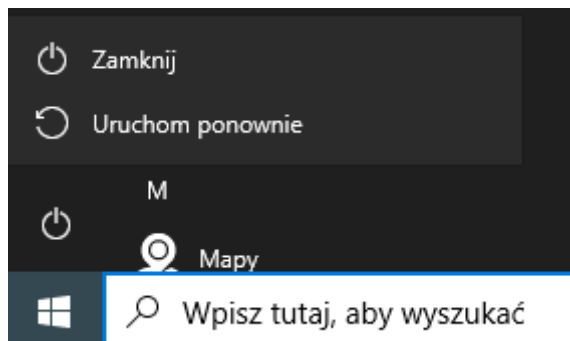 Zamknij
Uruchom ponownie
M
Mapy
Wpisz tutaj, aby wyszukać